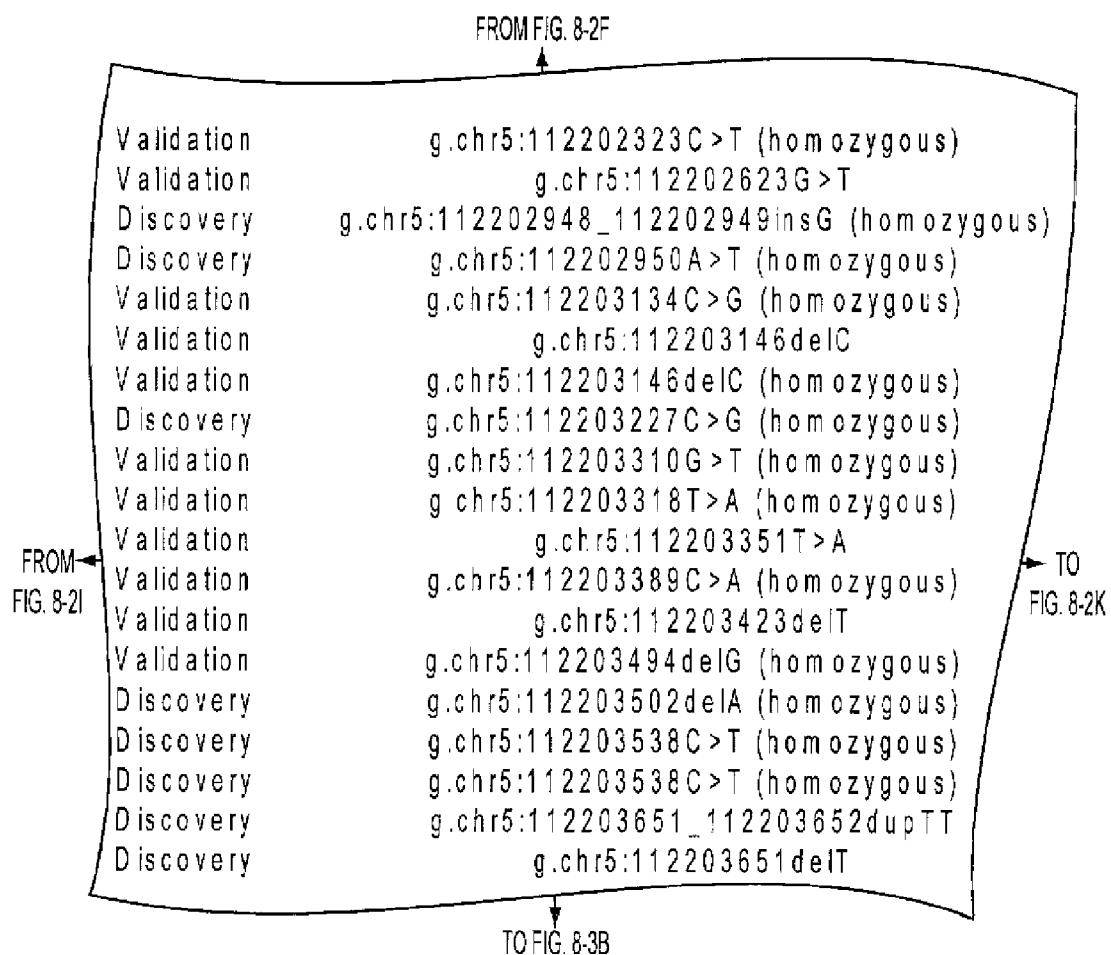 FROM FIG. 8-2F
Validation g.chr5:112202323C>T (homozygous)
Validation g.chr5:112202623G>T
Discovery g.chr5:112202948_112202949insG (homozygous)
Discovery g.chr5:112202950A>T (homozygous)
Validation g.chr5:112203134C>G (homozygous)
Validation g.chr5:112203146delC
Validation g.chr5:112203146delC (homozygous)
Discovery g.chr5:112203227C>G (homozygous)
Validation g.chr5:112203310G>T (homozygous)
Validation g chr5:112203318T>A (homozygous)
Validation g.chr5:112203351T>A
Validation g.chr5:112203389C>A (homozygous)
Validation g.chr5:112203423delT
Validation g.chr5:112203494delG (homozygous)
Discovery g.chr5:112203502delA (homozygous)
Discovery g.chr5:112203538C>T (homozygous)
Discovery g.chr5:112203538C>T (homozygous)
Discovery g.chr5:112203651_112203652dupTT
Discovery g.chr5:112203651delT
FROM
FIG. 8-2I
TO
FIG. 8-2K
TO FIG. 8-3B